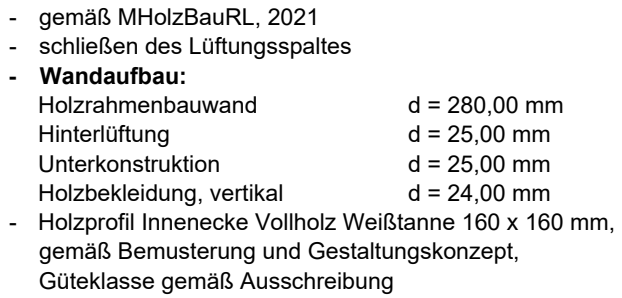 - gemäß MHolzBauRL, 2021
- schließen des Lüftungsspaltes
- Wandaufbau:
Holzrahmenbauwand d = 280,00 mm
Hinterlüftung d = 25,00 mm
Unterkonstruktion d = 25,00 mm
Holzbekleidung, vertikal d = 24,00 mm
- Holzprofil Innenecke Vollholz Weißtanne 160 x 160 mm,
gemäß Bemusterung und Gestaltungskonzept,
Güteklasse gemäß Ausschreibung